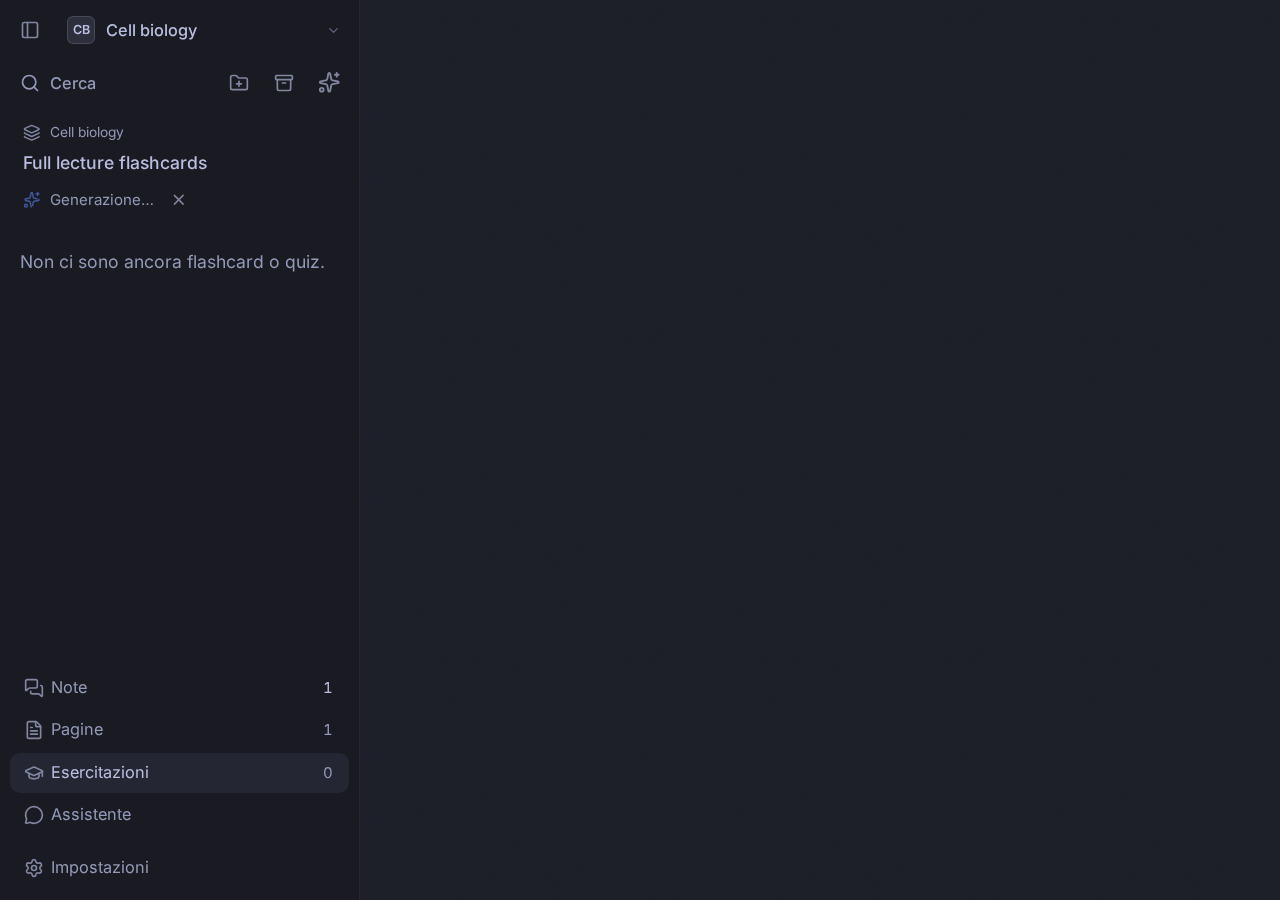 CB Cell biology
Cerca
Cell biology
Full lecture flashcards
Generazione...
Non ci sono ancora flashcard o quiz.
Note 1
Pagine 1
Esercitazioni 0
Assistente
Impostazioni